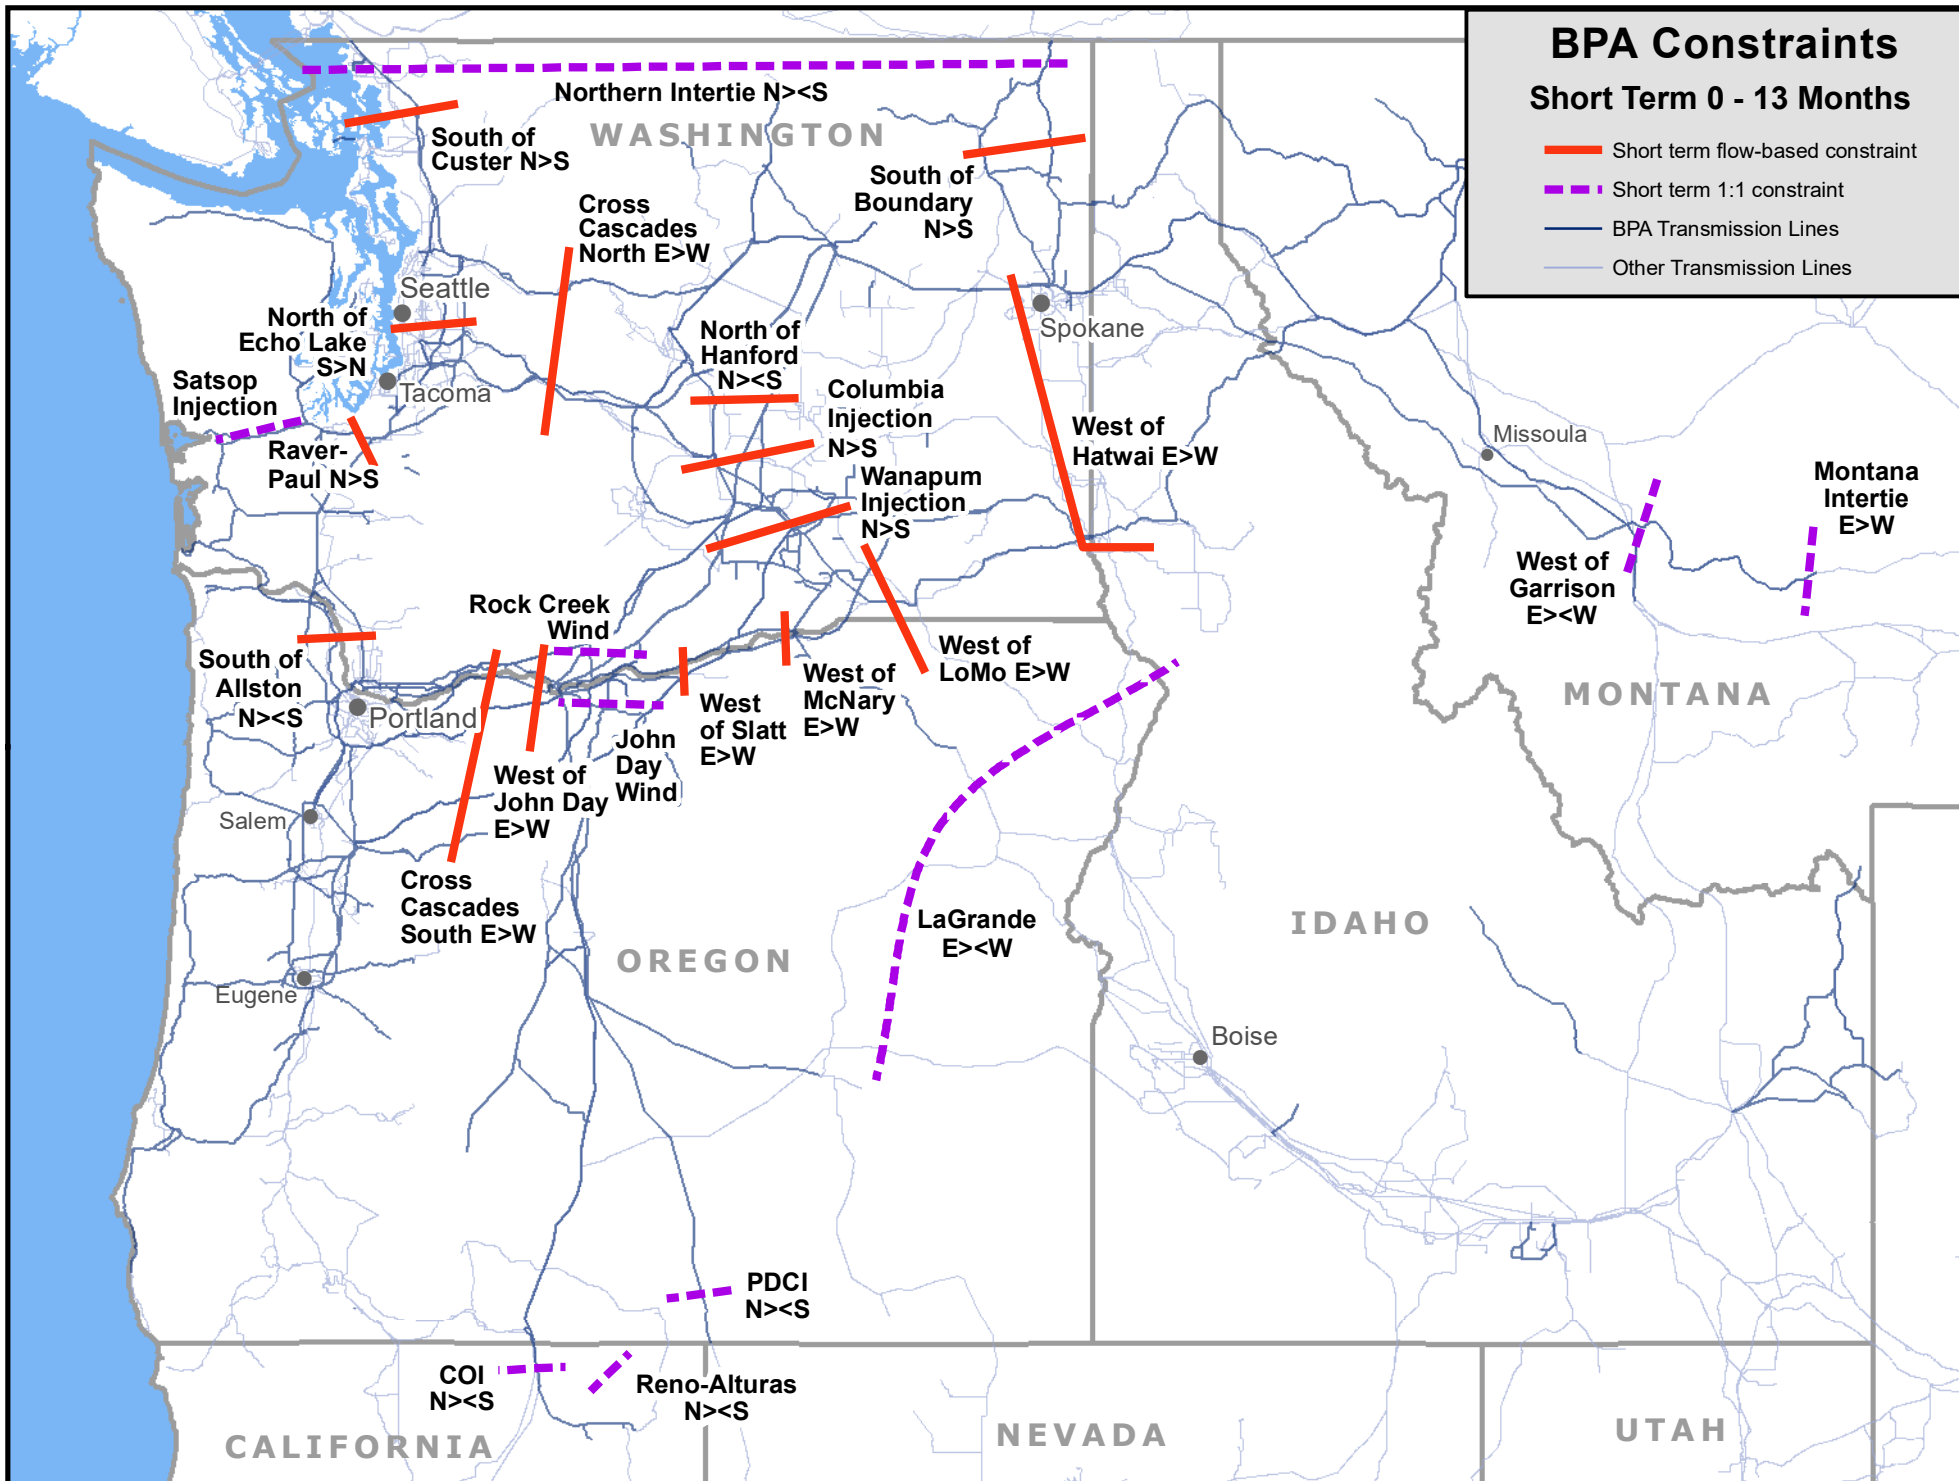 BPA Constraints
Short Term 0 - 13 Months
Short term flow-based constraint
Short term 1:1 constraint
BPA Transmission Lines
Other Transmission Lines
Northern Intertie N><S
WASHINGTON
South of
Custer N>S
South of
Boundary
N>S
Cross
Cascades
North E>W
Seattle
North of
Echo Lake
S>N
Spokane
North of
Hanford
N><S
Satsop
Injection
Tacoma
Columbia
Injection
N>S
Raver-
Paul N>S
Wanapum
Injection
N>S
West of
Hatwai E>W
Missoula
Montana
Intertie
E>W
West of
Garrison
E><W
Rock Creek
Wind
South of
Allston
N><S
Portland
West of
LoMo E>W
West of
McNary
E>W
West
of Slatt
E>W
MONTANA
John
Day
Wind
West of
John Day
E>W
Salem
Cross
Cascades
South E>W
LaGrande
E><W
IDAHO
OREGON
Eugene
Boise
PDCI
N><S
COI
N><S
Reno-Alturas
N><S
CALIFORNIA
NEVADA
UTAH